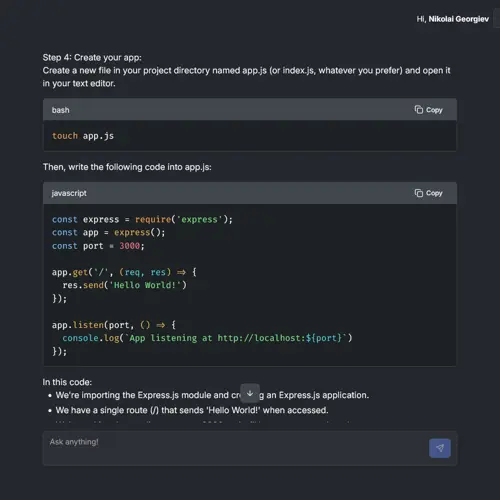 Hi, Nikolai Georgiev
Step 4: Create your app:
Create a new file in your project directory named app.js (or index.js, whatever you prefer) and open it
in your text editor.
bash
Copy
touch app.js
Then, write the following code into app.js:
javascript
Copy
const express = require('express');
const app = express();
const port = 3000;
app.get('/', (req, res) => {
res.send('Hello World!')
});
app.listen(port, () => {
console.log(`App listening at http://localhost:${port}`)
});
In this code:
We're importing the Express.js module and an Express.js application.
We have a single route (/) that sends 'Hello World!' when accessed.
Ask anything!